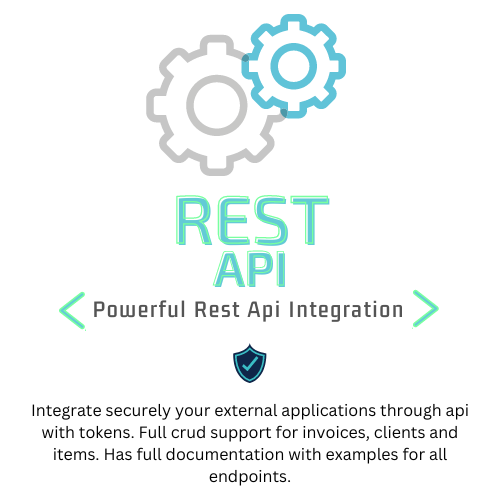 REST
API
Powerful Rest Api Integration
Integrate securely your external applications through api
with tokens. Full crud support for invoices, clients and
items. Has full documentation with examples for all
endpoints.